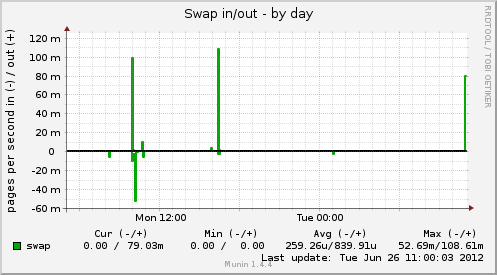 Swap in/out - by day
RRDTOOL / TOBI OETIKER
pages per second in (-) / out (+)
120 m
100 m
80 m
60 m
40 m
20 m
0
-20 m
-40 m
-60 m
Mon 12:00 Tue 00:00
Cur (-/+) Min (-/+) Avg (-/+) Max (-/+)
swap 0.00 / 79.03m 0.00 / 0.00 259.26u/839.91u 52.69m/108.61m
Last update: Tue Jun 26 11:00:03 2012
Munin 1.4.4